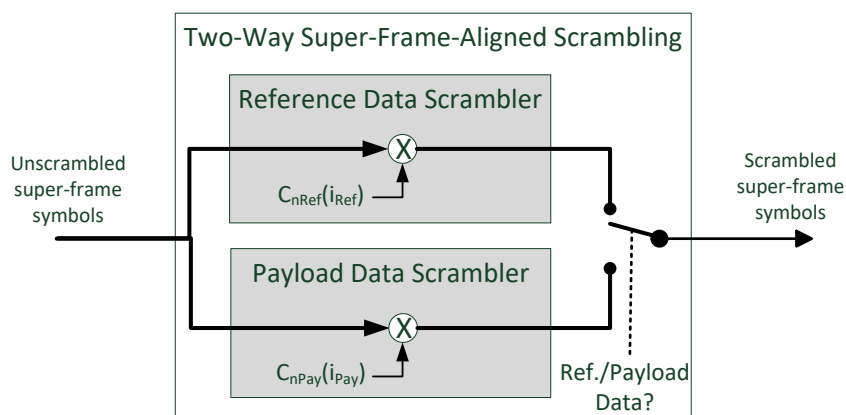 Two-Way Super-Frame-Aligned Scrambling
Reference Data Scrambler
X
CnRef(iRef)
Unscrambled
super-frame
symbols
Scrambled
super-frame
symbols
Payload Data Scrambler
X
CnPay(iPay)
Ref./Payload
Data?